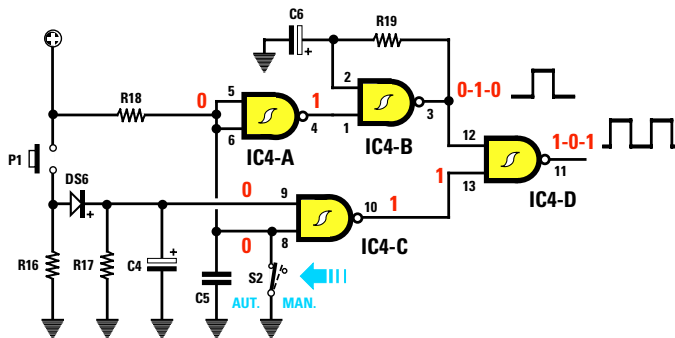 C6
+
R19
R18
0
5
6
1
4
IC4-A
2
1
3
IC4-B
0-1-0
P1
DS6
+
0
9
8
0
10
1
IC4-C
1
12
13
11
1-0-1
IC4-D
R16
R17
C4
+
C5
S2
AUT.
MAN.